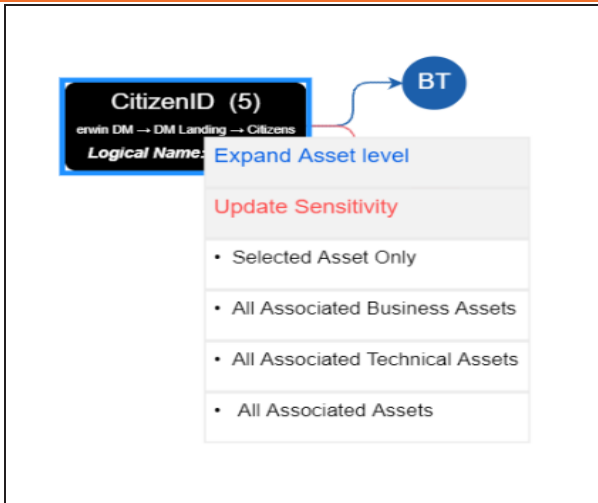 CitizenID (5)
BT
erwin DM → DM Landing → Citizens
Logical Name:
Expand Asset level
Update Sensitivity
• Selected Asset Only
• All Associated Business Assets
• All Associated Technical Assets
• All Associated Assets